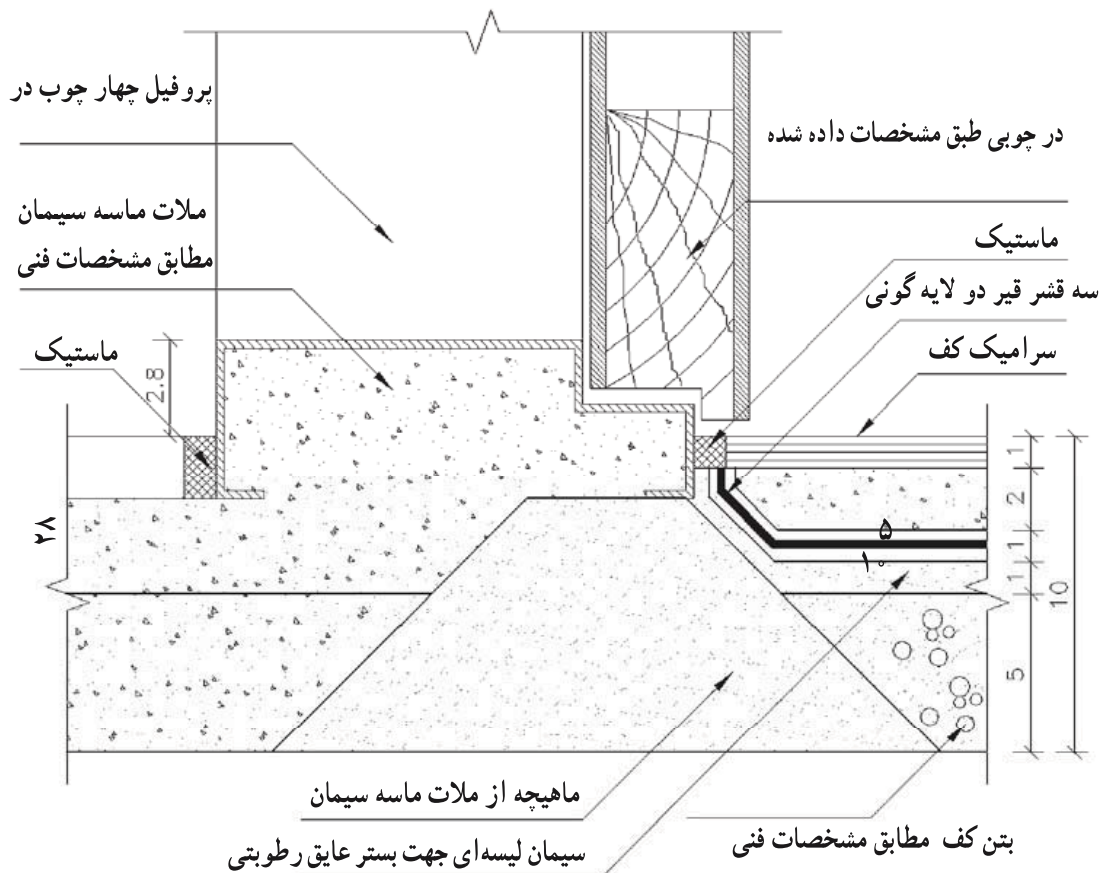 پروفیل چهار چوب در
در چوبی طبق مشخصات داده شده
ملات ماسه سیمان
مطابق مشخصات فنی
ماستیک
سه قشر قیر دو لایه گونی
سرامیک کف
ماستیک
2.8
۲۸
۵
۱۰
1
2
1
1
5
10
ماهیچه از ملات ماسه سیمان
سیمان لیسه‌ای جهت بستر عایق رطوبتی
بتن کف مطابق مشخصات فنی